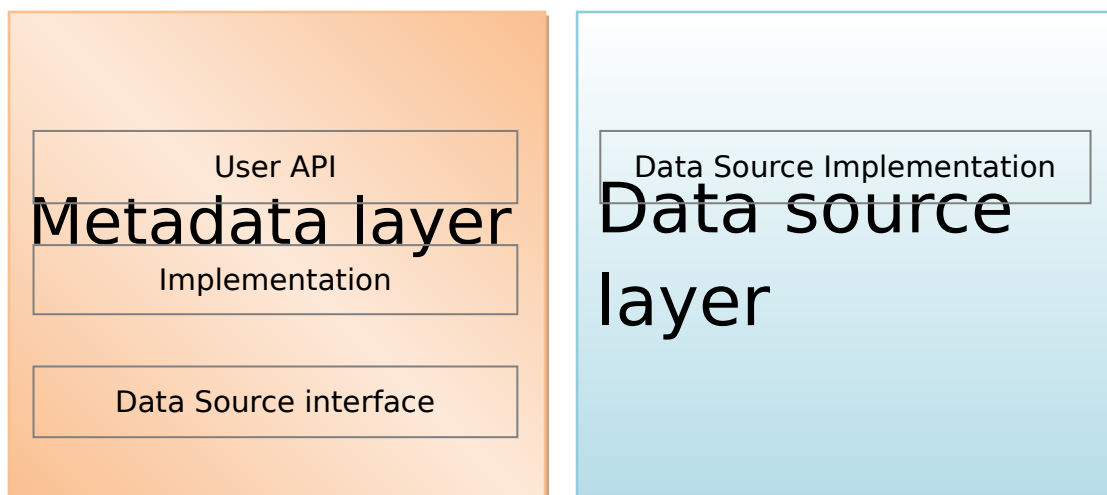 User API
Metadata layer
Implementation
Data Source interface
Data Source Implementation
Data source
layer